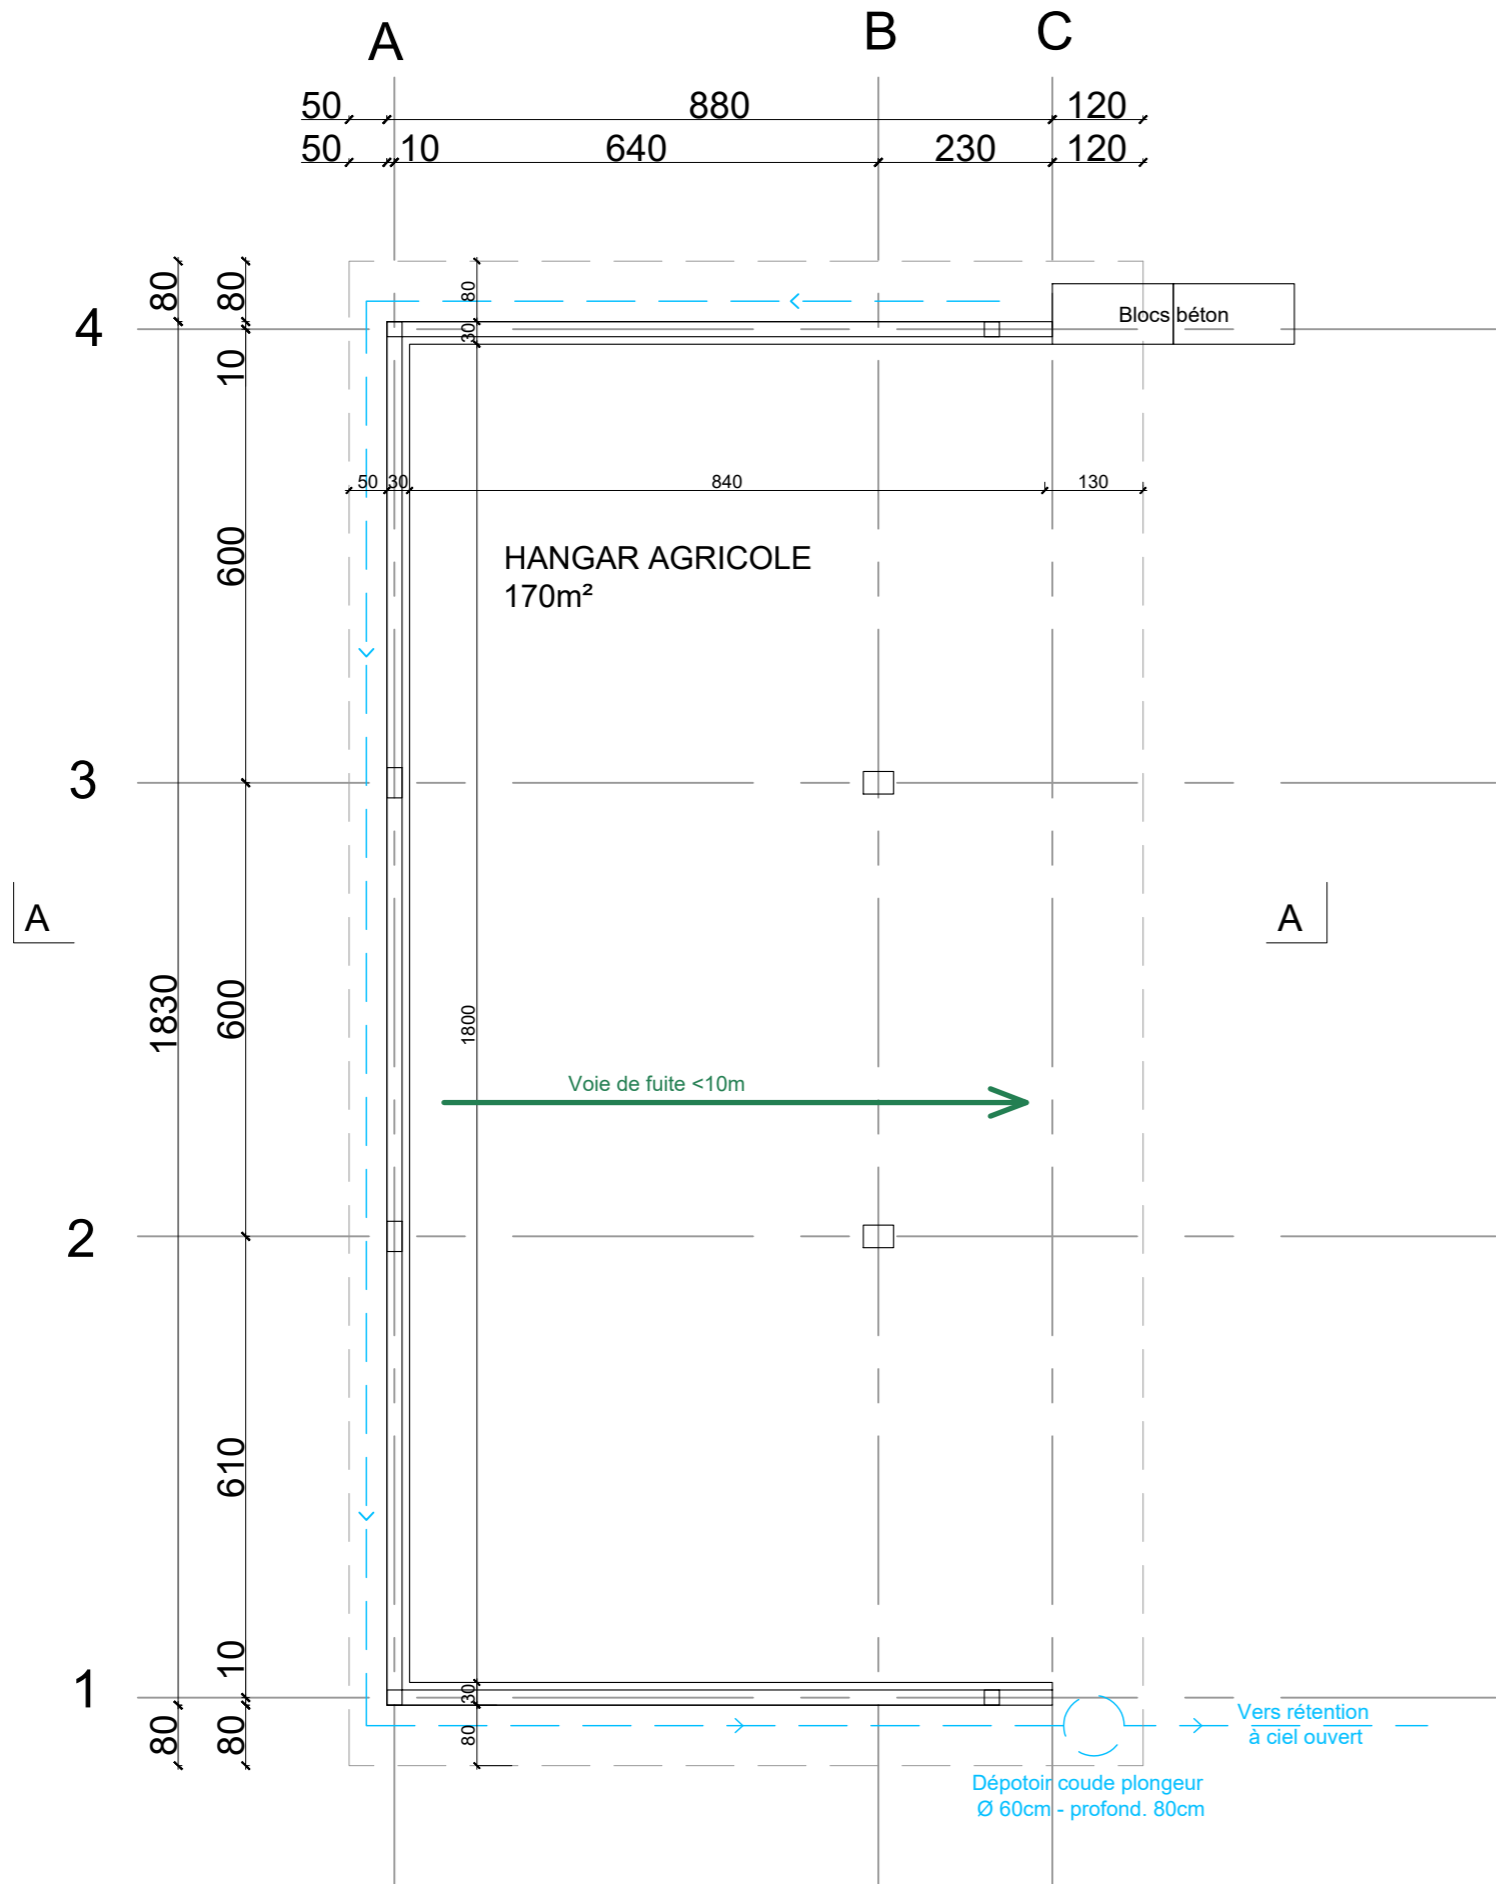 A B C
50 880 120
50 10 640 230 120
80 80 80
4
Blocs béton
30
10
50 30 840 130
600
HANGAR AGRICOLE
170m²
3
A A
1830 600 1800
Voie de fuite <10m
2
610
10
30
1
80 80 80
Vers rétention
à ciel ouvert
Dépotoir coude plongeur
Ø 60cm - profond. 80cm